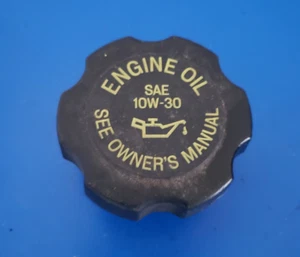 ENGINE OIL
SAE
10W-30
SEE OWNER'S MANUAL